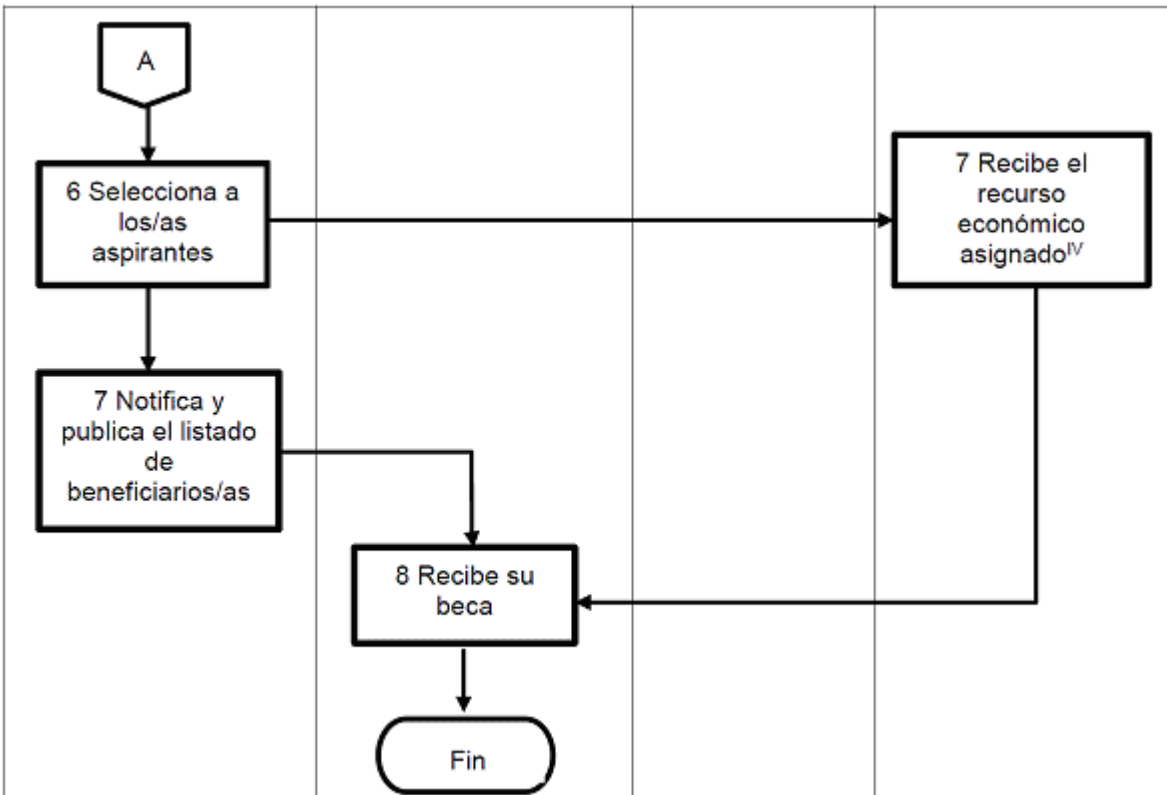 A
6 Selecciona a
los/as
aspirantes
7 Recibe el
recurso
económico
asignadoIV
7 Notifica y
publica el listado
de
beneficiarios/as
8 Recibe su
beca
Fin